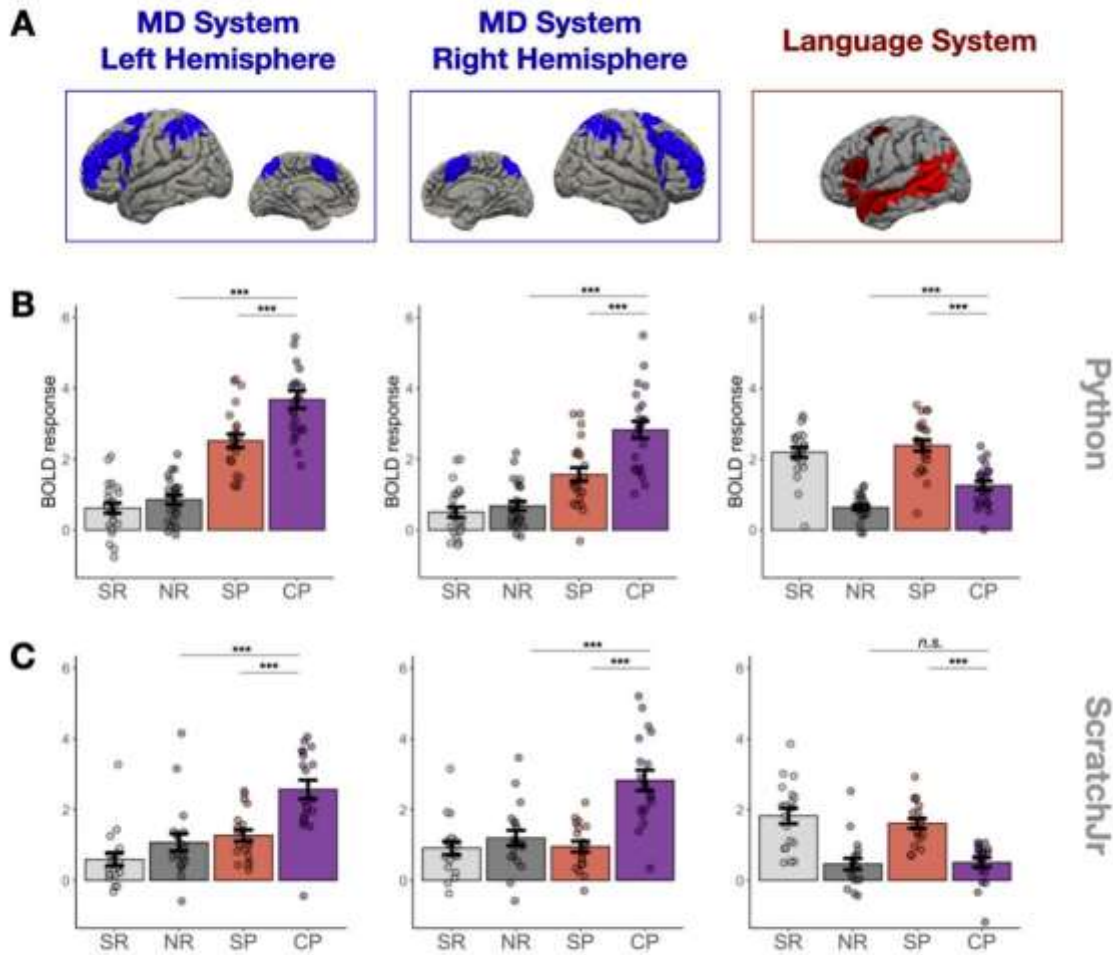 A
MD System
Left Hemisphere
MD System
Right Hemisphere
Language System
B
***
***
6
4
2
0
BOLD response
SR NR SP CP
***
***
6
4
2
0
BOLD response
SR NR SP CP
***
***
6
4
2
0
BOLD response
SR NR SP CP
Python
C
***
***
6
4
2
0
SR NR SP CP
***
***
6
4
2
0
SR NR SP CP
n.s.
***
6
4
2
0
SR NR SP CP
ScratchJr